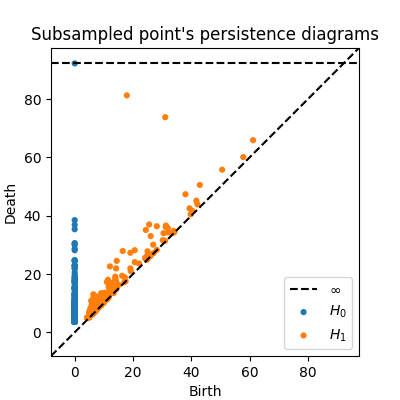 Subsampled point's persistence diagrams
80
60
40
20
0
Death
0 20 40 60 80
Birth
∞
H₀
H₁